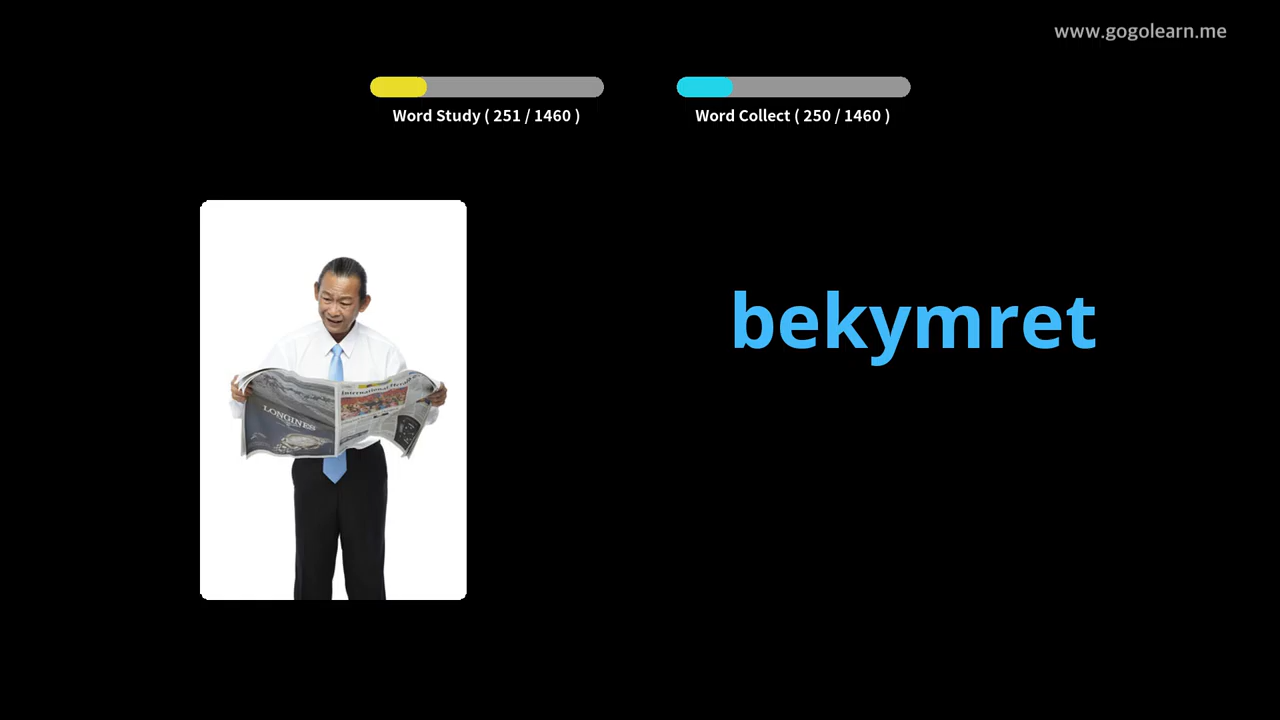 www.gogolearn.me
Word Study ( 251 / 1460 )
Word Collect ( 250 / 1460 )
bekymret
LONGINES
International Herald